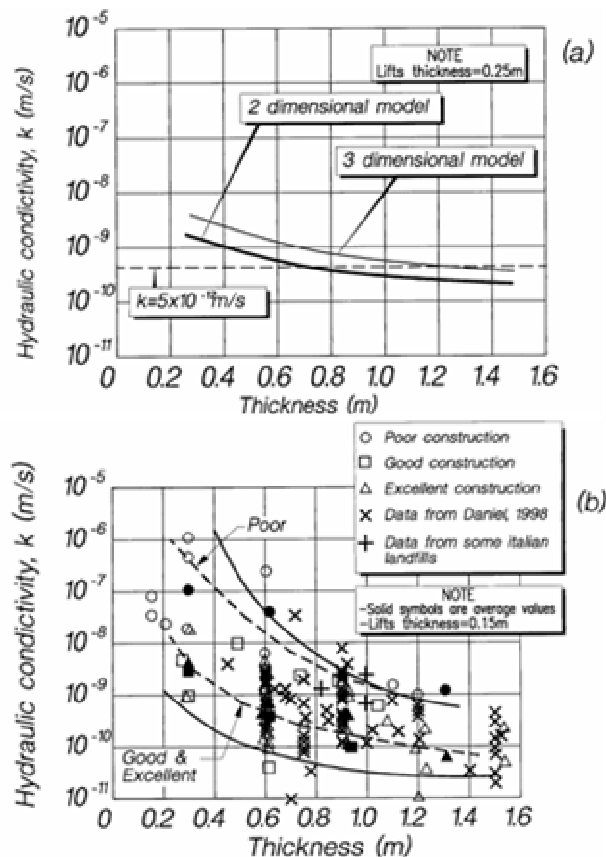 10⁻⁵
10⁻⁶
10⁻⁷
10⁻⁸
10⁻⁹
10⁻¹⁰
10⁻¹¹
Hydraulic condictivity, k (m/s)
NOTE
Lifts thickness=0.25m
(a)
2 dimensional model
3 dimensional model
k=5x10⁻¹⁰m/s
0 0.2 0.4 0.6 0.8 1.0 1.2 1.4 1.6
Thickness (m)
Poor construction
Good construction
Excellent construction
Data from Daniel, 1998
Data from some italian
landfills
(b)
NOTE
-Solid symbols are average values
-Lifts thickness=0.15m
10⁻⁵
10⁻⁶
10⁻⁷
10⁻⁸
10⁻⁹
10⁻¹⁰
10⁻¹¹
Hydraulic condictivity, k (m/s)
Poor
Good &
Excellent
0 0.2 0.4 0.6 0.8 1.0 1.2 1.4 1.6
Thickness (m)